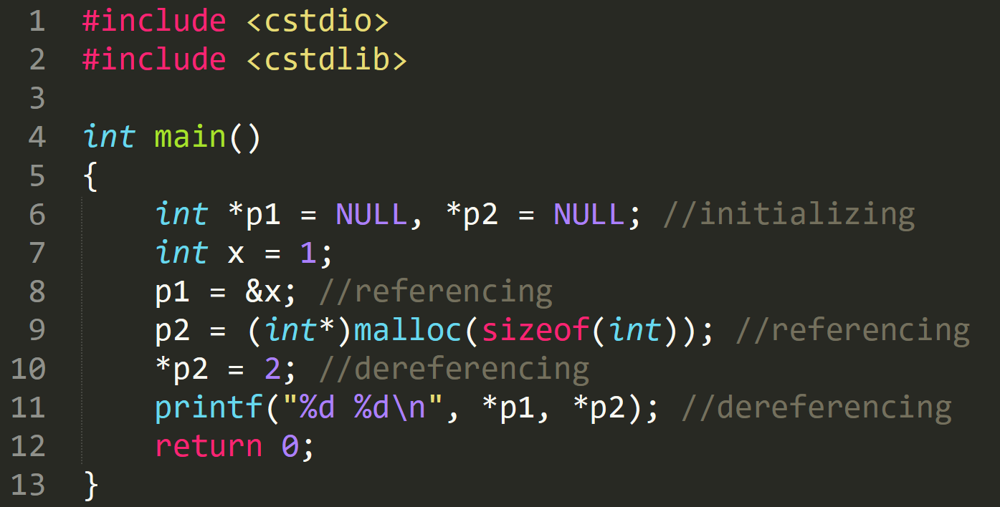 1 #include <cstdio>
2 #include <cstdlib>
3
4 int main()
5 {
6     int *p1 = NULL, *p2 = NULL; //initializing
7     int x = 1;
8     p1 = &x; //referencing
9     p2 = (int*)malloc(sizeof(int)); //referencing
10     *p2 = 2; //dereferencing
11     printf("%d %d\n", *p1, *p2); //dereferencing
12     return 0;
13 }